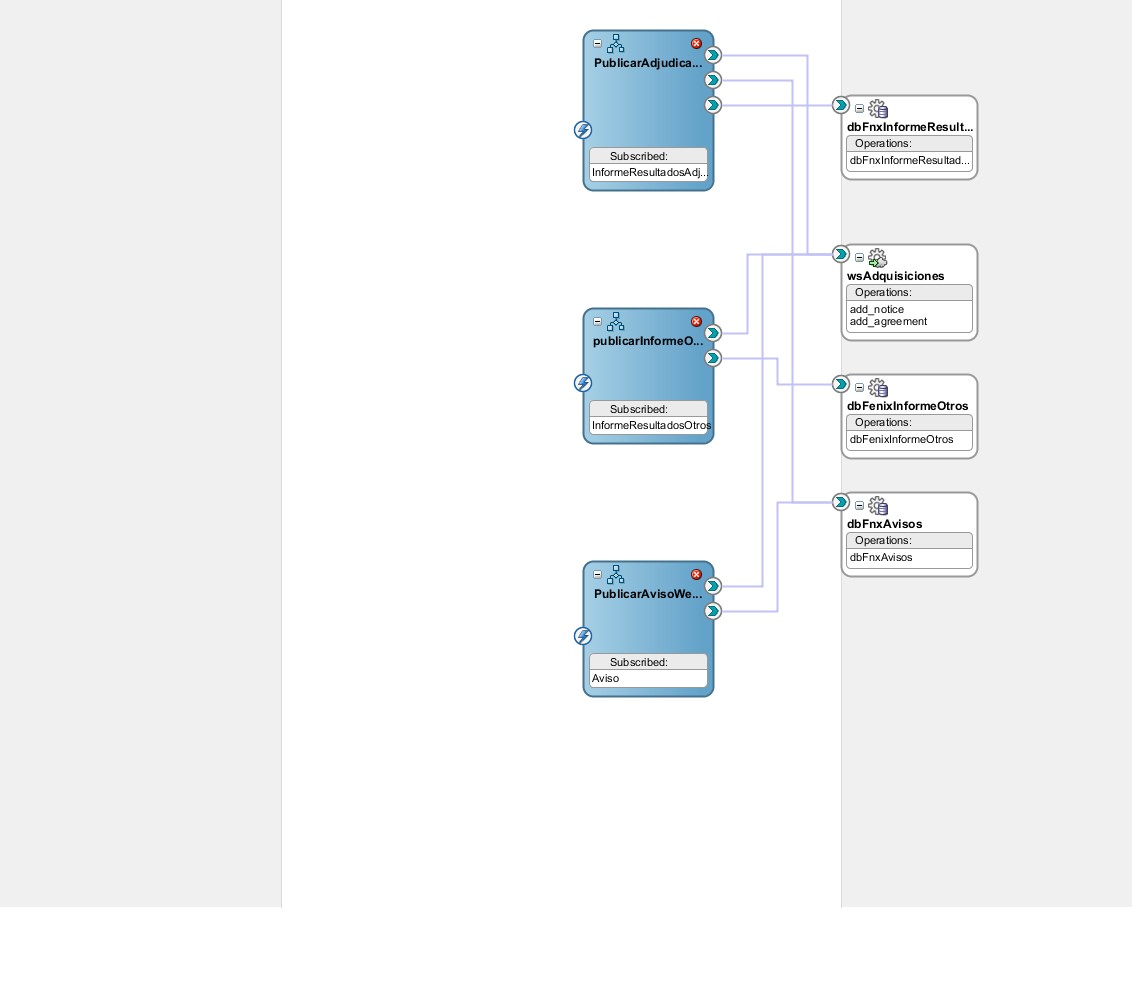 PublicarAdjudica...
Subscribed:
InformeResultadosAdj...
dbFnxInformeResult...
Operations:
dbFnxInformeResultad...
wsAdquisiciones
Operations:
add_notice
add_agreement
publicarInformeO...
Subscribed:
InformeResultadosOtros
dbFenixInformeOtros
Operations:
dbFenixInformeOtros
dbFnxAvisos
Operations:
dbFnxAvisos
PublicarAvisoWe...
Subscribed:
Aviso